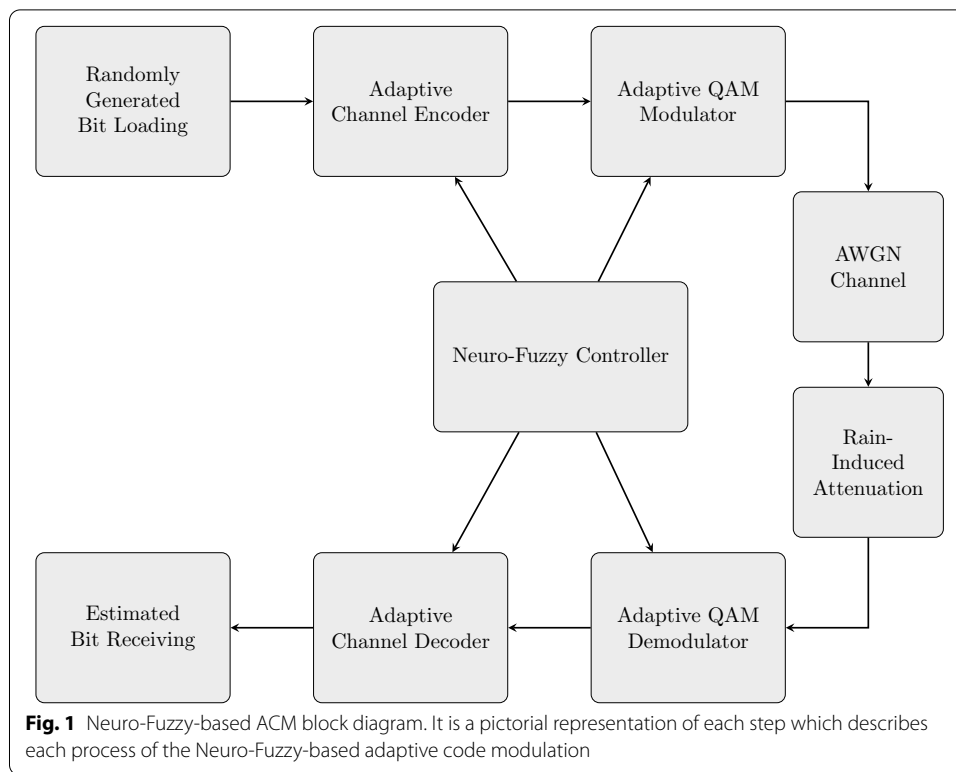 Randomly
Generated
Bit Loading
Adaptive
Channel Encoder
Adaptive QAM
Modulator
AWGN
Channel
Neuro-Fuzzy Controller
Rain-
Induced
Attenuation
Estimated
Bit Receiving
Adaptive
Channel Decoder
Adaptive QAM
Demodulator
Fig. 1 Neuro-Fuzzy-based ACM block diagram. It is a pictorial representation of each step which describes
each process of the Neuro-Fuzzy-based adaptive code modulation